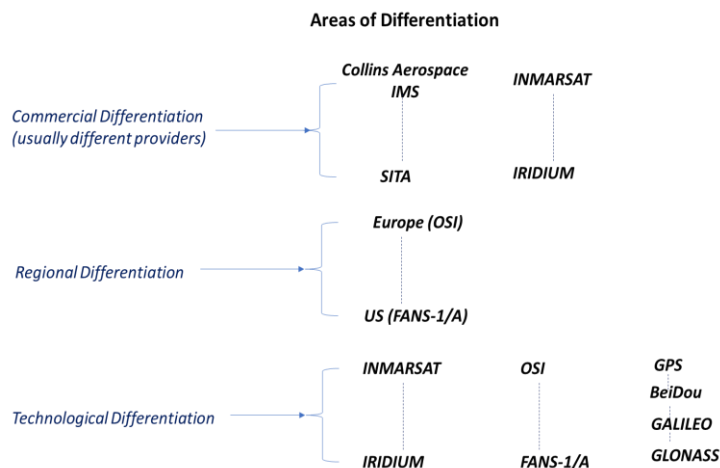 Areas of Differentiation
Commercial Differentiation
(usually different providers)
Collins Aerospace
IMS
SITA
INMARSAT
IRIDIUM
Regional Differentiation
Europe (OSI)
US (FANS-1/A)
Technological Differentiation
INMARSAT
IRIDIUM
OSI
FANS-1/A
GPS
BeiDou
GALILEO
GLONASS